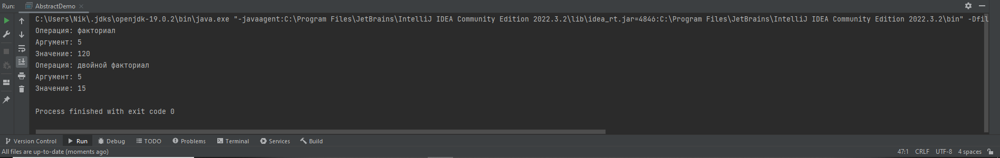 Run: AbstractDemo
C:\Users\Nik\.jdks\openjdk-19.0.2\bin\java.exe "-javaagent:C:\Program Files\JetBrains\IntelliJ IDEA Community Edition 2022.3.2\lib\idea_rt.jar=4846:C:\Program Files\JetBrains\IntelliJ IDEA Community Edition 2022.3.2\bin" -Dfil
Операция: факториал
Аргумент: 5
Значение: 120
Операция: двойной факториал
Аргумент: 5
Значение: 15
Process finished with exit code 0
Version Control Run Debug TODO Problems Terminal Services Build
All files are up-to-date (moments ago) 47:1 CRLF UTF-8 4 spaces